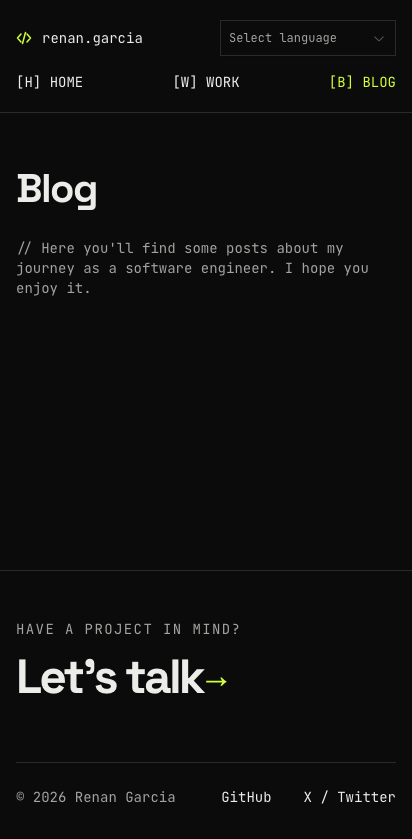 </> renan.garcia
Select language
[H] HOME
[W] WORK
[B] BLOG
Blog
// Here you'll find some posts about my
journey as a software engineer. I hope you
enjoy it.
HAVE A PROJECT IN MIND?
Let’s talk→
© 2026 Renan Garcia
GitHub
X / Twitter